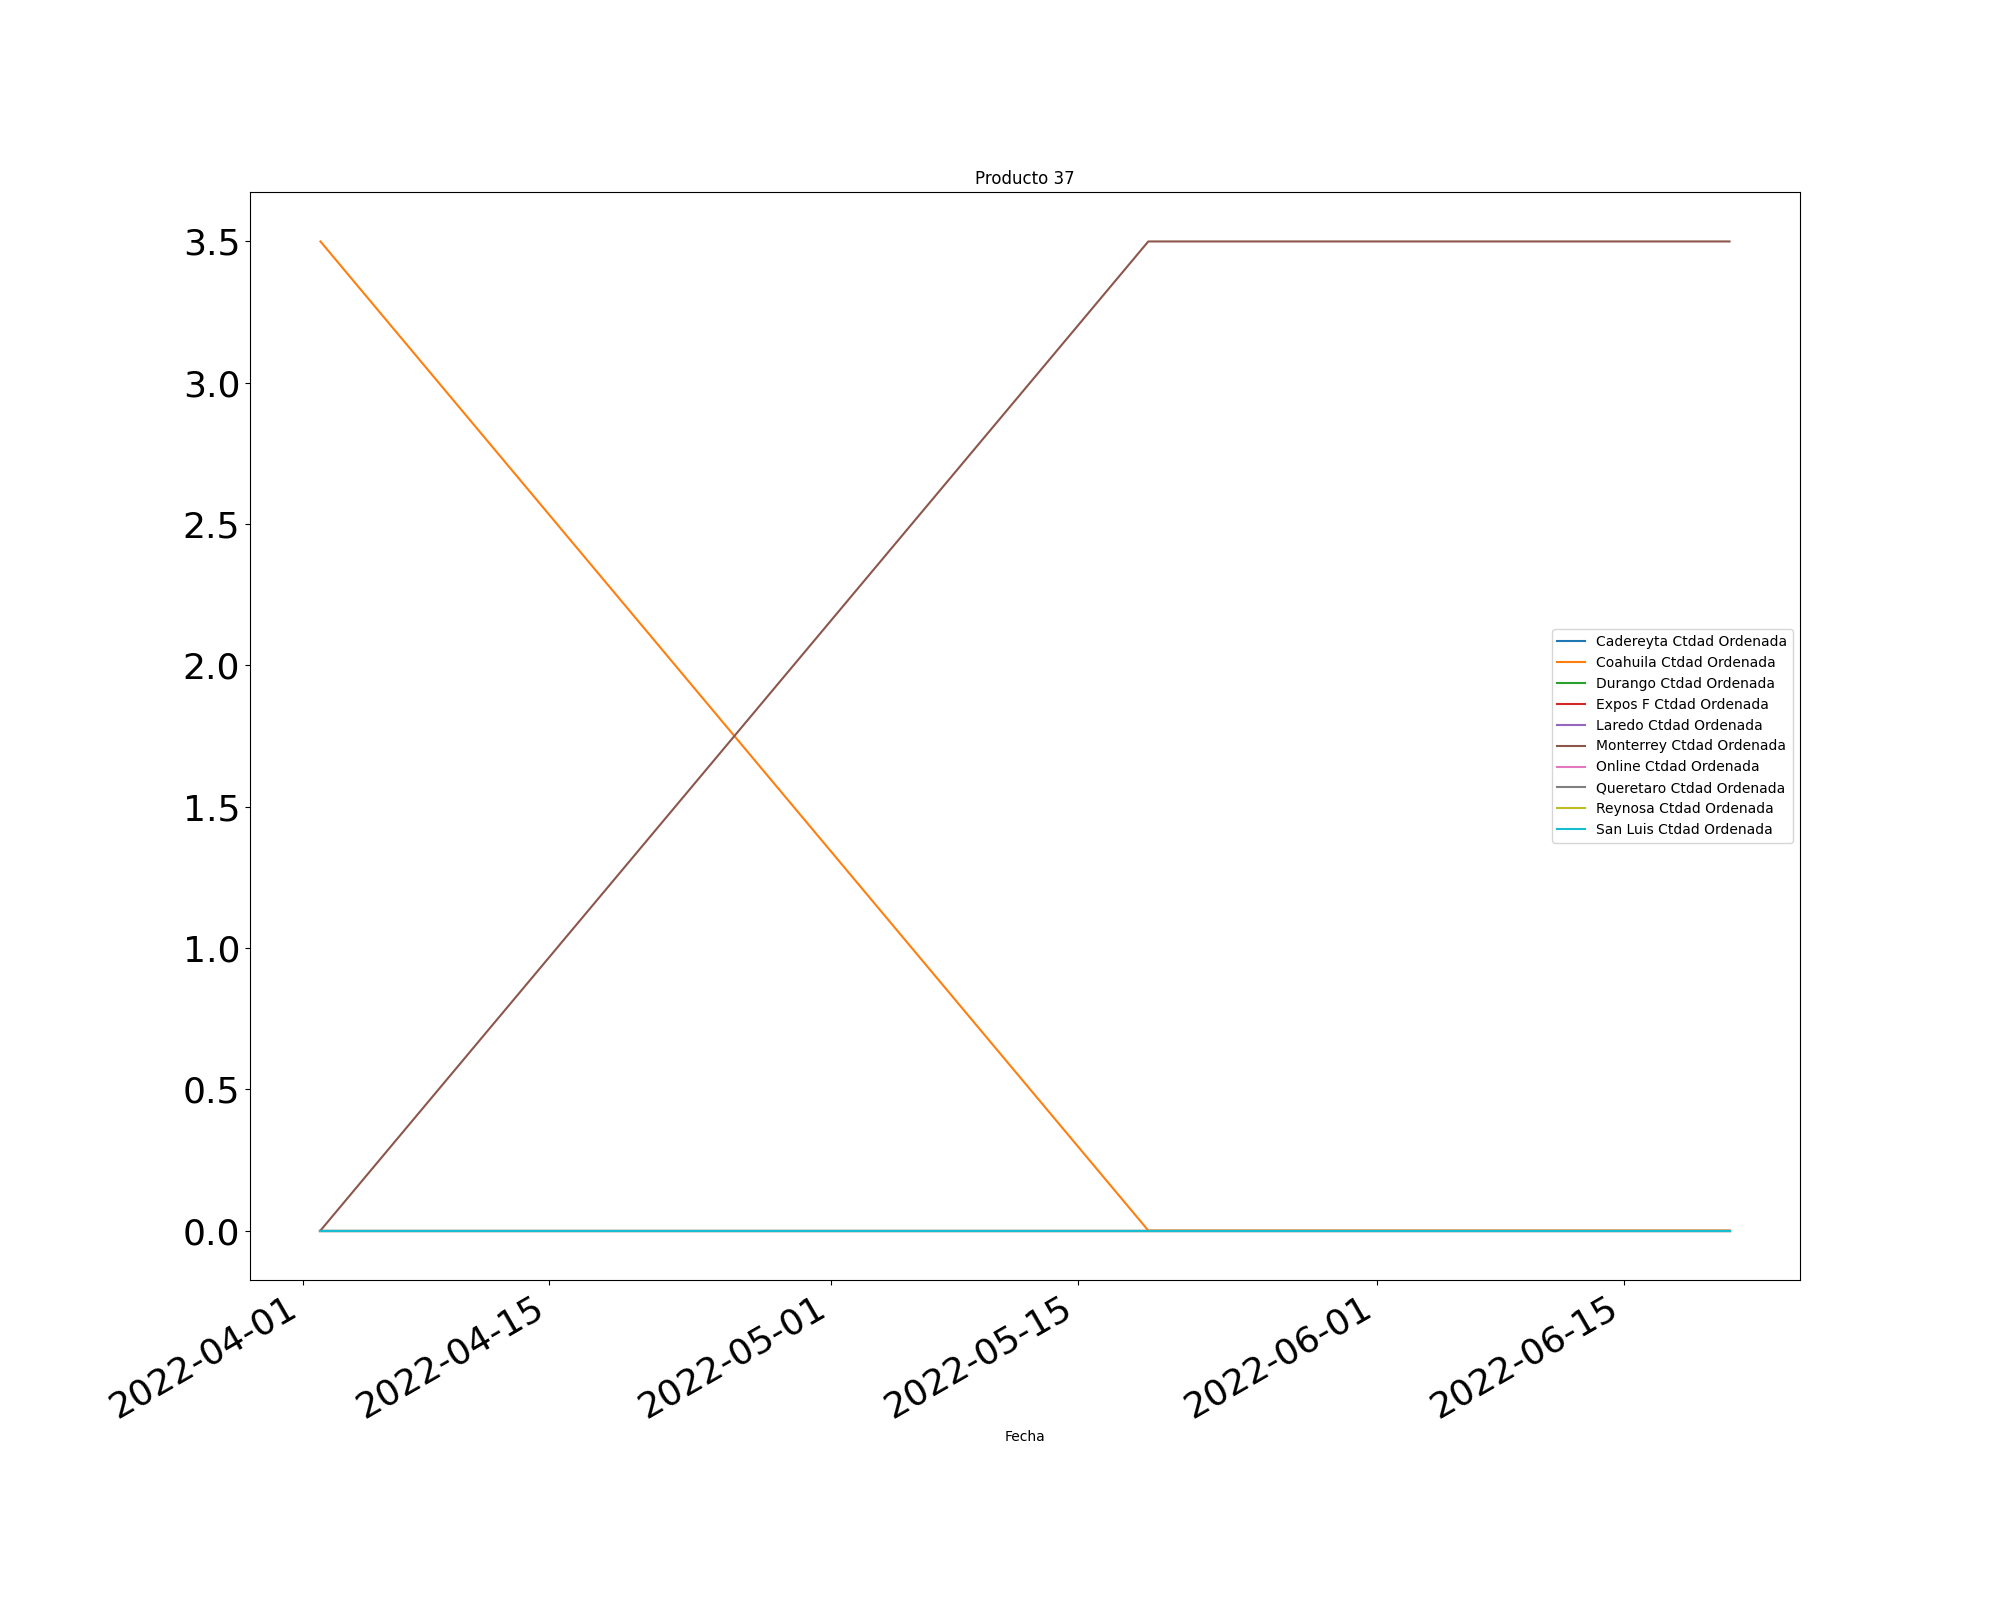 Producto 37
3.5
3.0
2.5
2.0
1.5
1.0
0.5
0.0
Cadereyta Ctdad Ordenada
Coahuila Ctdad Ordenada
Durango Ctdad Ordenada
Expos F Ctdad Ordenada
Laredo Ctdad Ordenada
Monterrey Ctdad Ordenada
Online Ctdad Ordenada
Queretaro Ctdad Ordenada
Reynosa Ctdad Ordenada
San Luis Ctdad Ordenada
2022-04-01
2022-04-15
2022-05-01
2022-05-15
2022-06-01
2022-06-15
Fecha